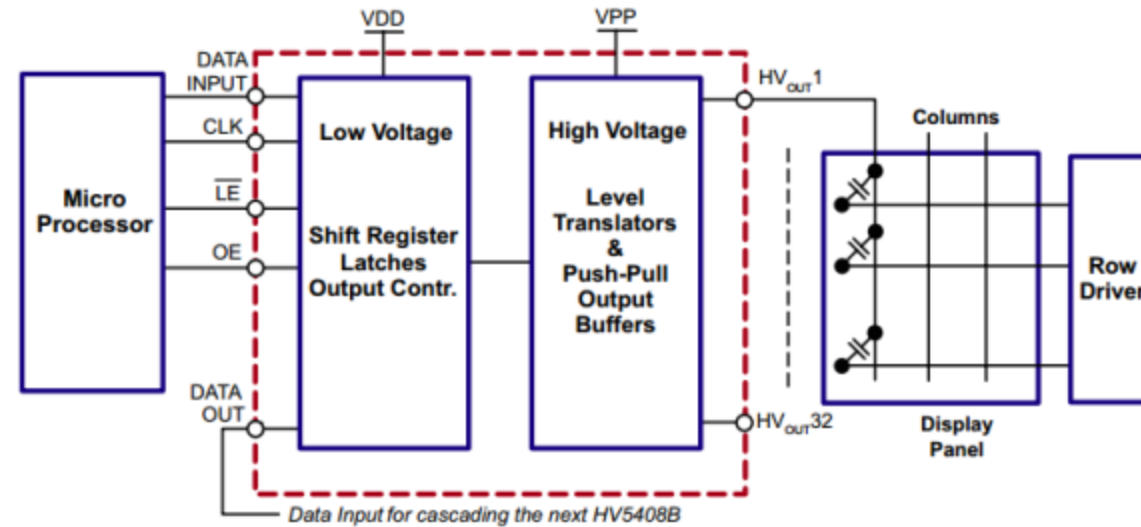 VDD
VPP
DATA
INPUT
CLK
LE
OE
DATA
OUT
Micro
Processor
Low Voltage
Shift Register
Latches
Output Contr.
High Voltage
Level
Translators
&
Push-Pull
Output
Buffers
HVOUT1
HVOUT32
Columns
Display
Panel
Row
Driver
Data Input for cascading the next HV5408B